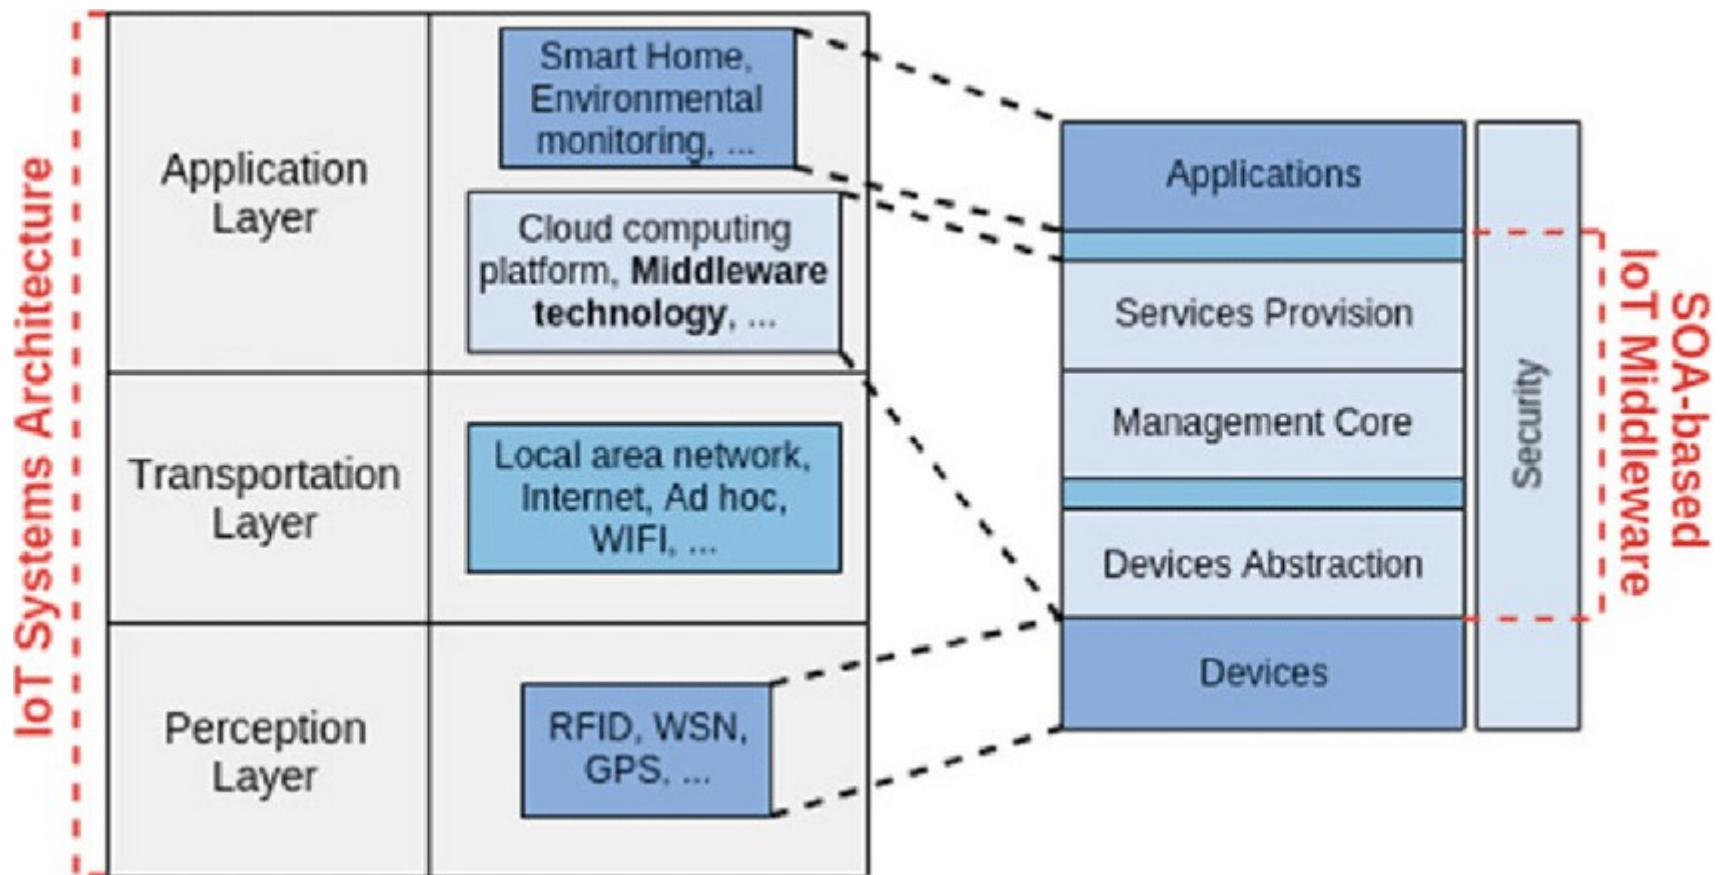 IoT Systems Architecture
Application
Layer
Smart Home,
Environmental
monitoring, ...
Cloud computing
platform, Middleware
technology, ...
Transportation
Layer
Local area network,
Internet, Ad hoc,
WIFI, ...
Perception
Layer
RFID, WSN,
GPS, ...
Applications
Services Provision
Management Core
Devices Abstraction
Devices
Security
SOA-based
IoT Middleware